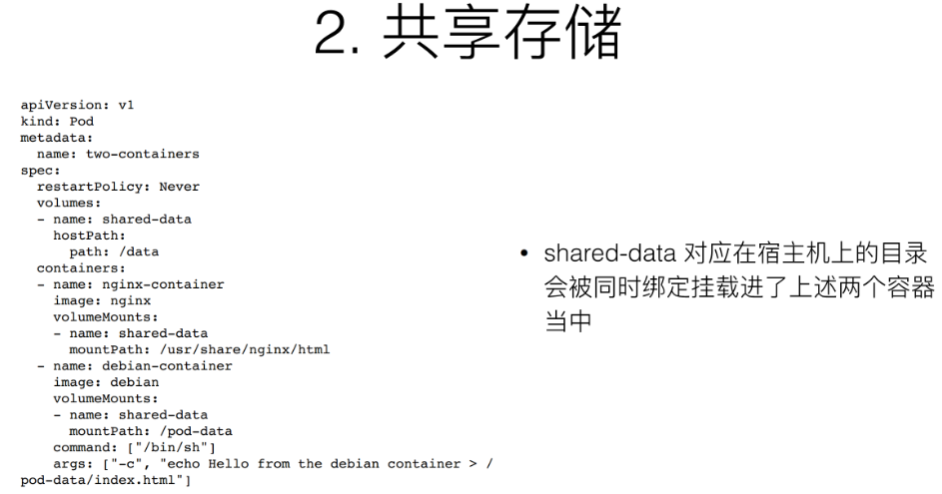 2. 共享存储
apiVersion: v1
kind: Pod
metadata:
  name: two-containers
spec:
  restartPolicy: Never
  volumes:
  - name: shared-data
    hostPath:
      path: /data
  containers:
  - name: nginx-container
    image: nginx
    volumeMounts:
    - name: shared-data
      mountPath: /usr/share/nginx/html
  - name: debian-container
    image: debian
    volumeMounts:
    - name: shared-data
      mountPath: /pod-data
    command: ["/bin/sh"]
    args: ["-c", "echo Hello from the debian container > /
pod-data/index.html"]
• shared-data 对应在宿主机上的目录
会被同时绑定挂载进了上述两个容器
当中